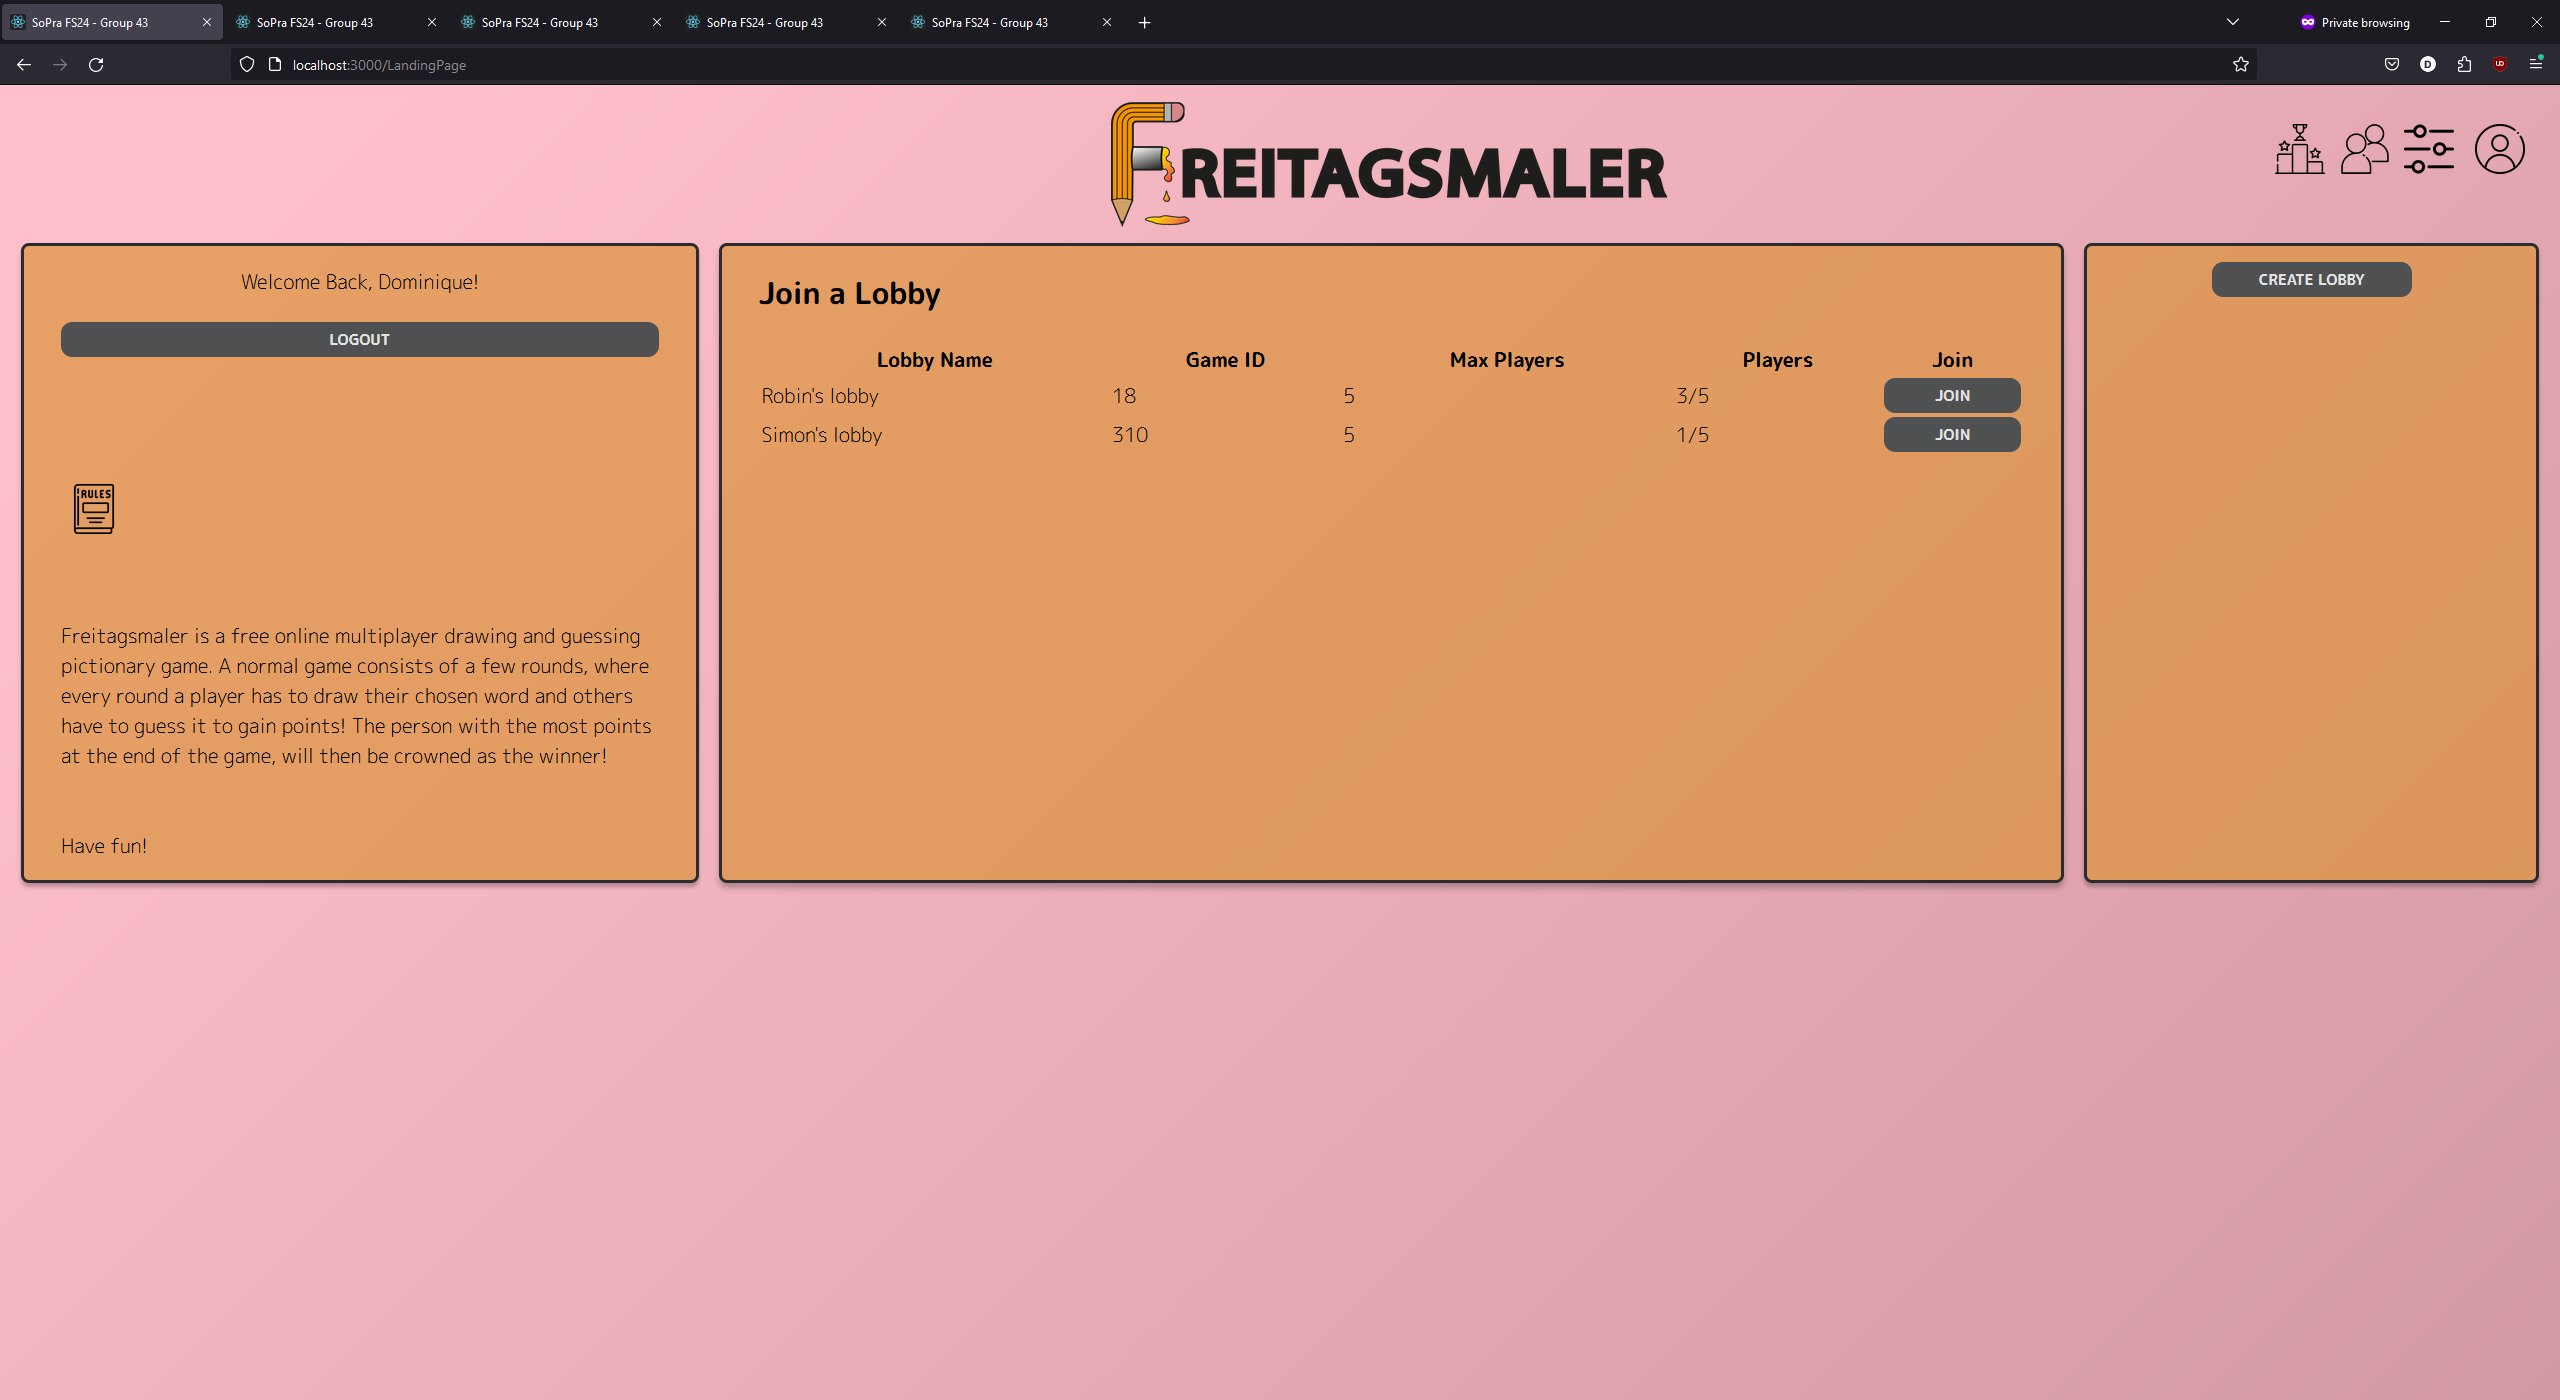 SoPra FS24 - Group 43
SoPra FS24 - Group 43
SoPra FS24 - Group 43
SoPra FS24 - Group 43
SoPra FS24 - Group 43
Private browsing
localhost:3000/LandingPage
D
UD
FREITAGSMALER
Welcome Back, Dominique!
LOGOUT
RULES
Freitagsmaler is a free online multiplayer drawing and guessing
pictionary game. A normal game consists of a few rounds, where
every round a player has to draw their chosen word and others
have to guess it to gain points! The person with the most points
at the end of the game, will then be crowned as the winner!
Have fun!
Join a Lobby
Lobby Name Game ID Max Players Players Join
Robin's lobby 18 5 3/5 JOIN
Simon's lobby 310 5 1/5 JOIN
CREATE LOBBY